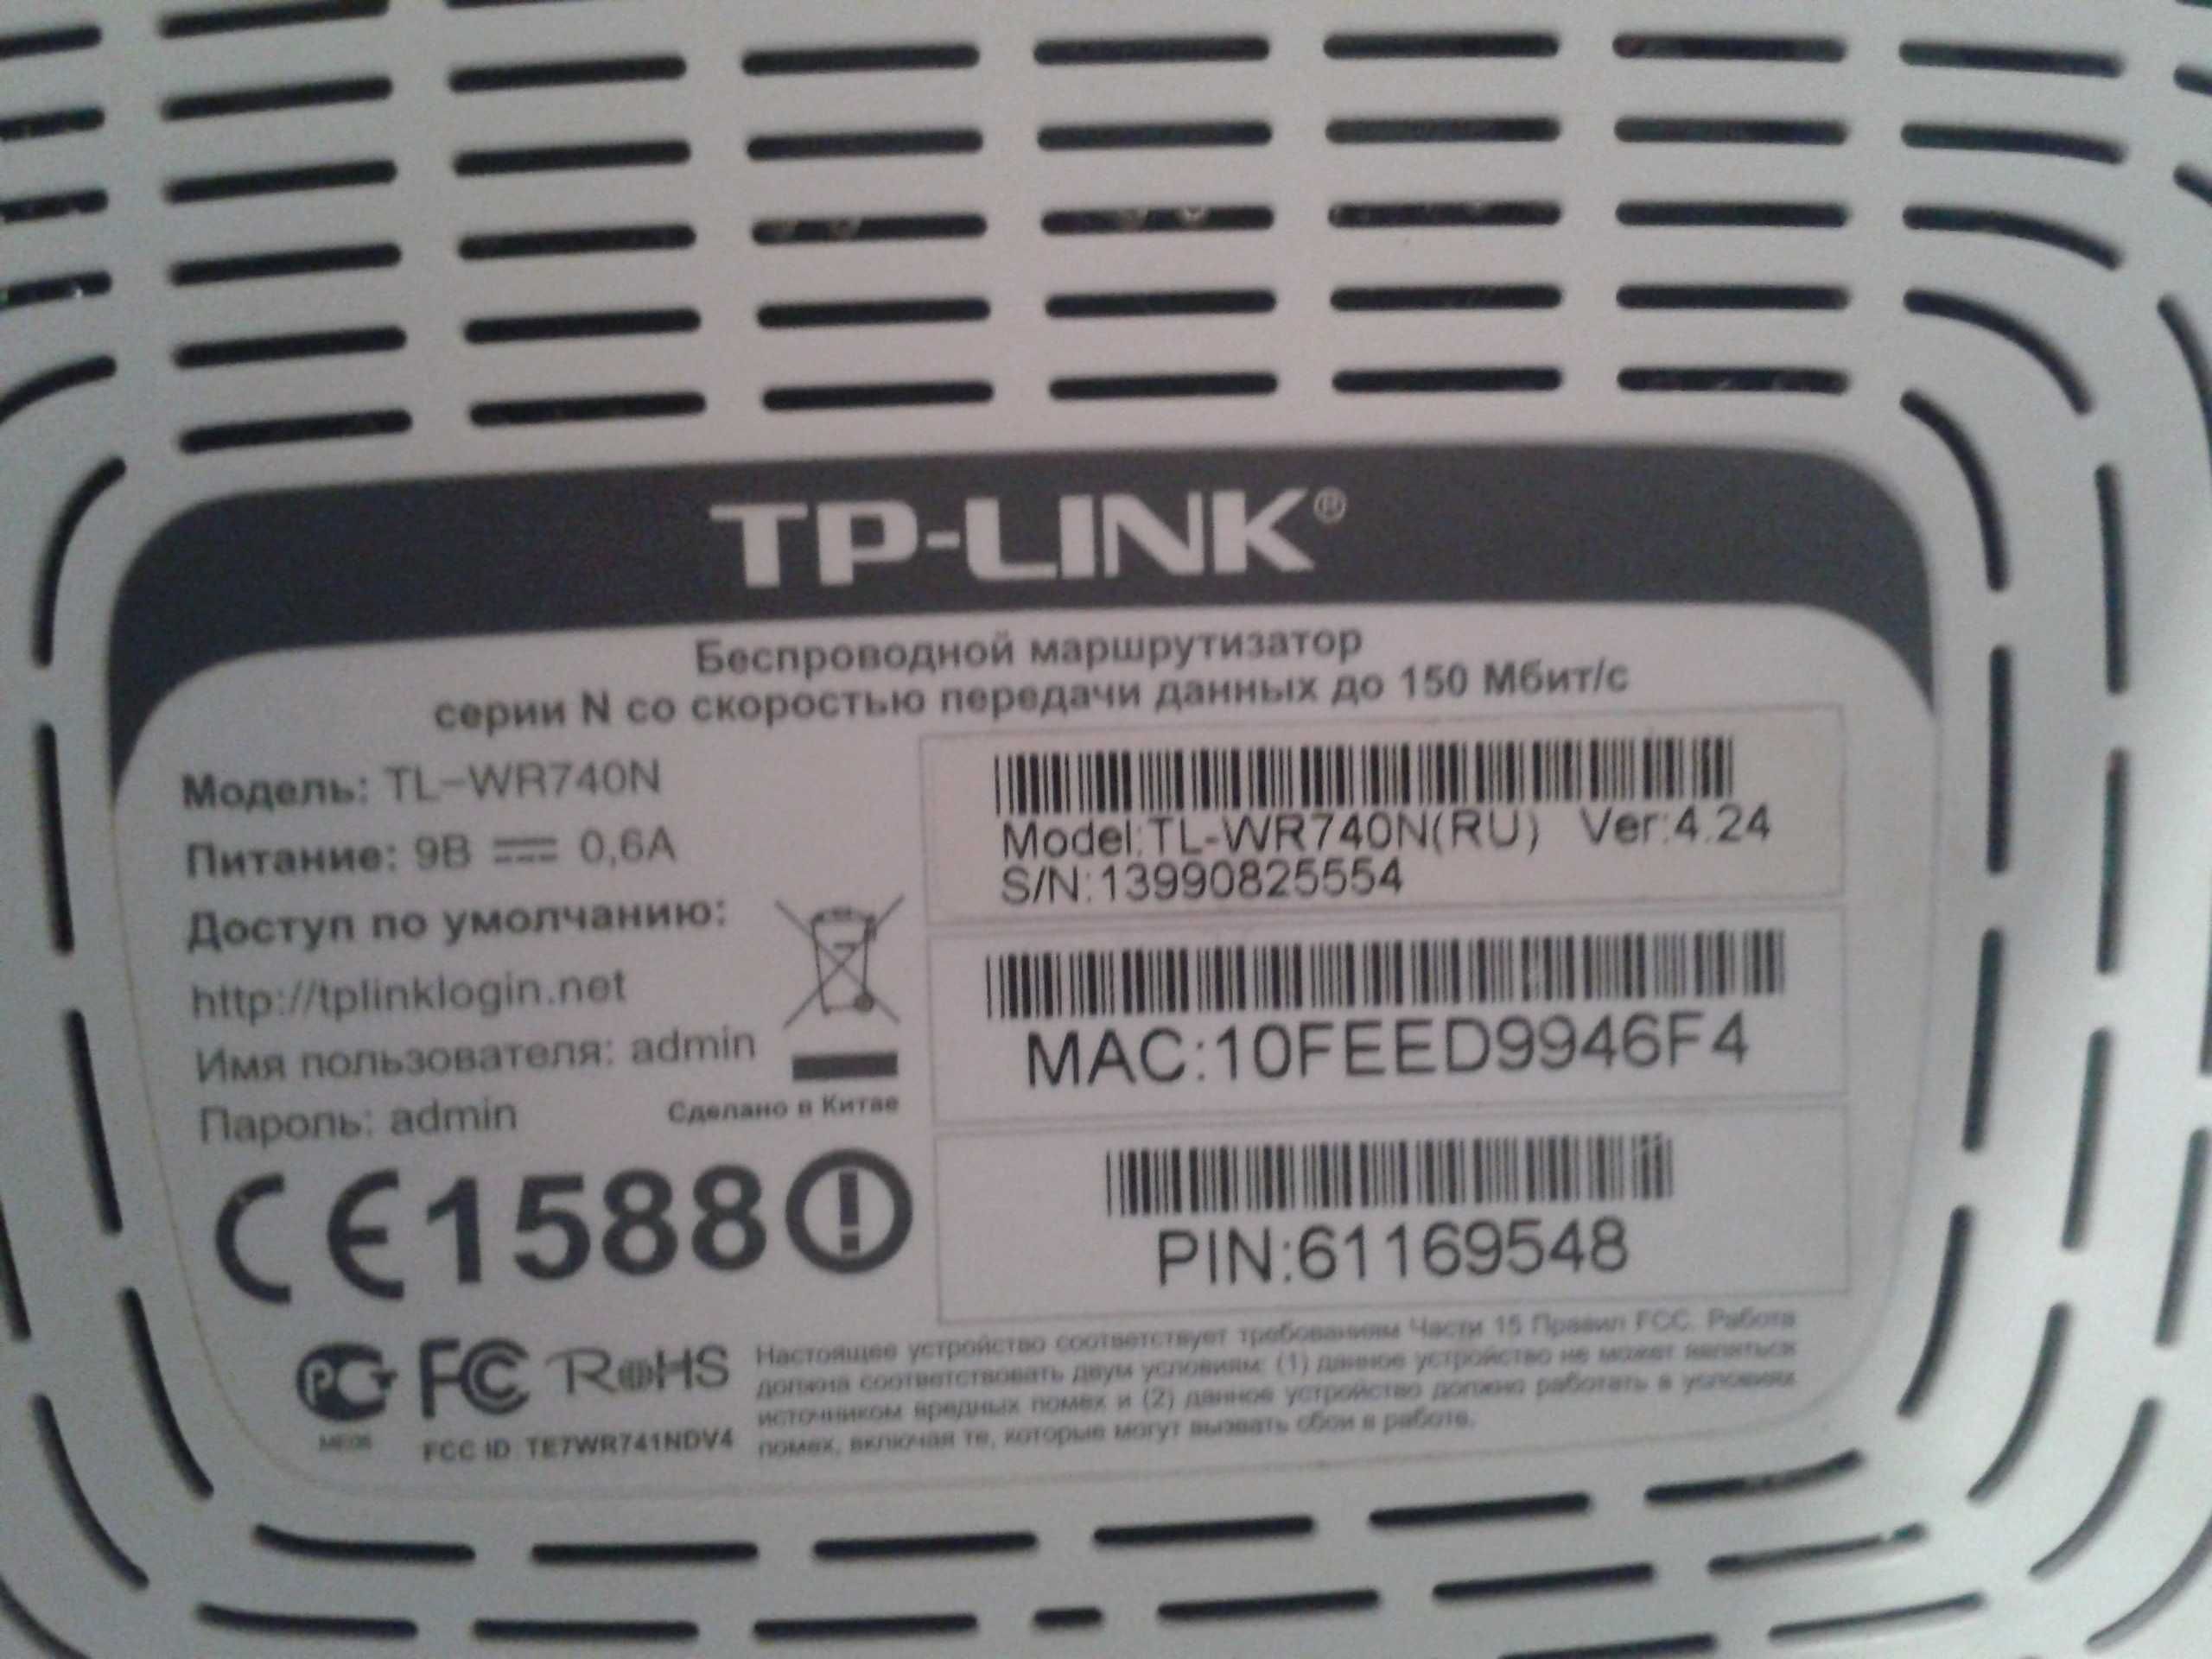 TP-LINK®
Беспроводной маршрутизатор
серии N со скоростью передачи данных до 150 Мбит/с
Модель: TL-WR740N
Питание: 9В 0,6А
Доступ по умолчанию:
http://tplinklogin.net
Имя пользователя: admin
Пароль: admin
Сделано в Китае
CE1588
Model:TL-WR740N(RU) Ver:4.24
S/N:13990825554
MAC:10FEED9946F4
PIN:61169548
FC RoHS
FCC ID TE7WR741NDV4
Настоящее устройство соответствует требованиям Части 15 Правил FCC. Работа
должна соответствовать двум условиям: (1) данное устройство не может являться
источником вредных помех и (2) данное устройство должно работать в условиях
помех, включая те, которые могут вызвать сбои в работе.